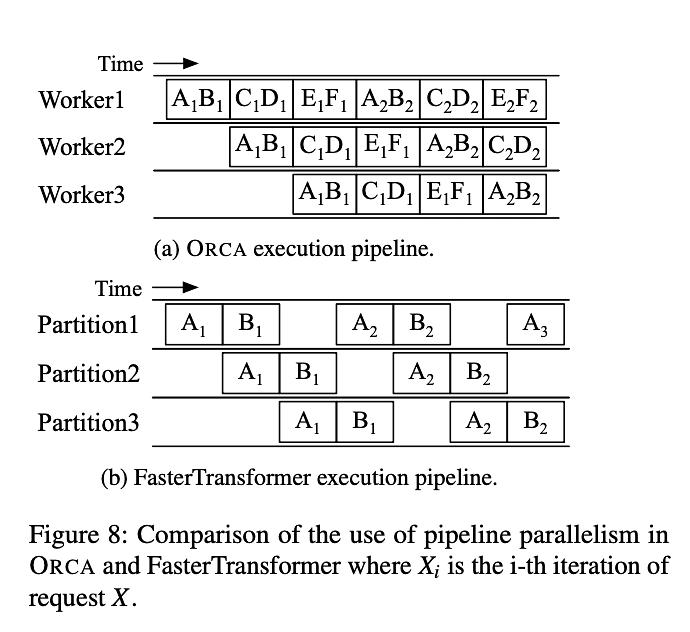 Time
Worker1 A₁B₁ C₁D₁ E₁F₁ A₂B₂ C₂D₂ E₂F₂
Worker2 A₁B₁ C₁D₁ E₁F₁ A₂B₂ C₂D₂
Worker3 A₁B₁ C₁D₁ E₁F₁ A₂B₂
(a) ORCA execution pipeline.
Time
Partition1 A₁ B₁ A₂ B₂ A₃
Partition2 A₁ B₁ A₂ B₂
Partition3 A₁ B₁ A₂ B₂
(b) FasterTransformer execution pipeline.
Figure 8: Comparison of the use of pipeline parallelism in
ORCA and FasterTransformer where Xᵢ is the i-th iteration of
request X.